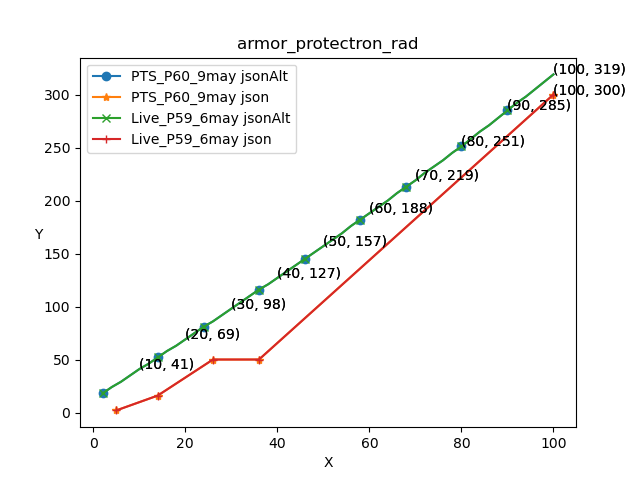 armor_protectron_rad
PTS_P60_9may jsonAlt
PTS_P60_9may json
Live_P59_6may jsonAlt
Live_P59_6may json
(100, 319)
(100, 300)
(90, 285)
(80, 251)
(70, 219)
(60, 188)
(50, 157)
(40, 127)
(30, 98)
(20, 69)
(10, 41)
Y
300
250
200
150
100
50
0
0 20 40 60 80 100
X